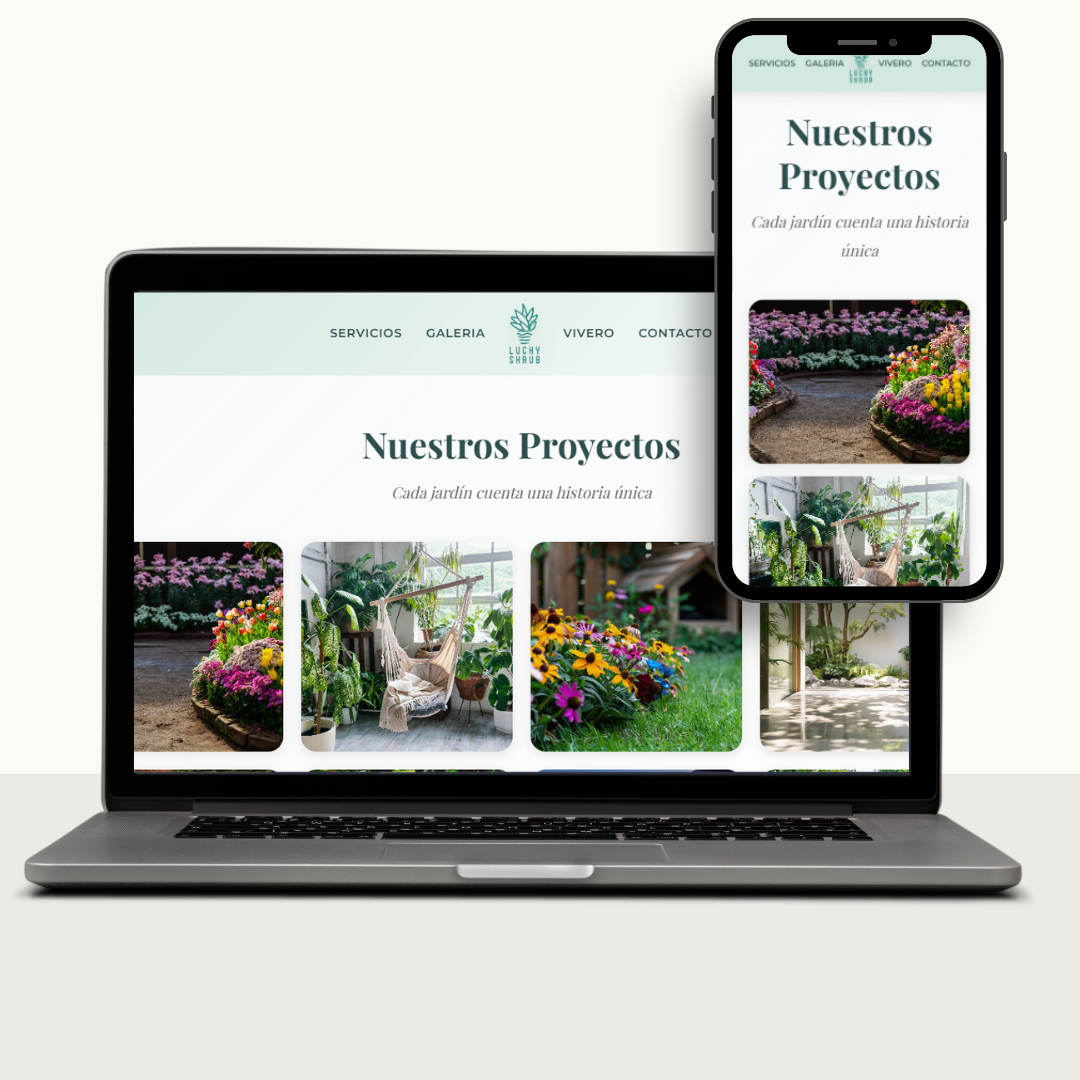 SERVICIOS GALERIA LUCKY SHRUB VIVERO CONTACTO
Nuestros
Proyectos
Cada jardín cuenta una historia
única
SERVICIOS GALERIA VIVERO CONTACTO
LUCKY
SHRUB
Nuestros Proyectos
Cada jardín cuenta una historia única